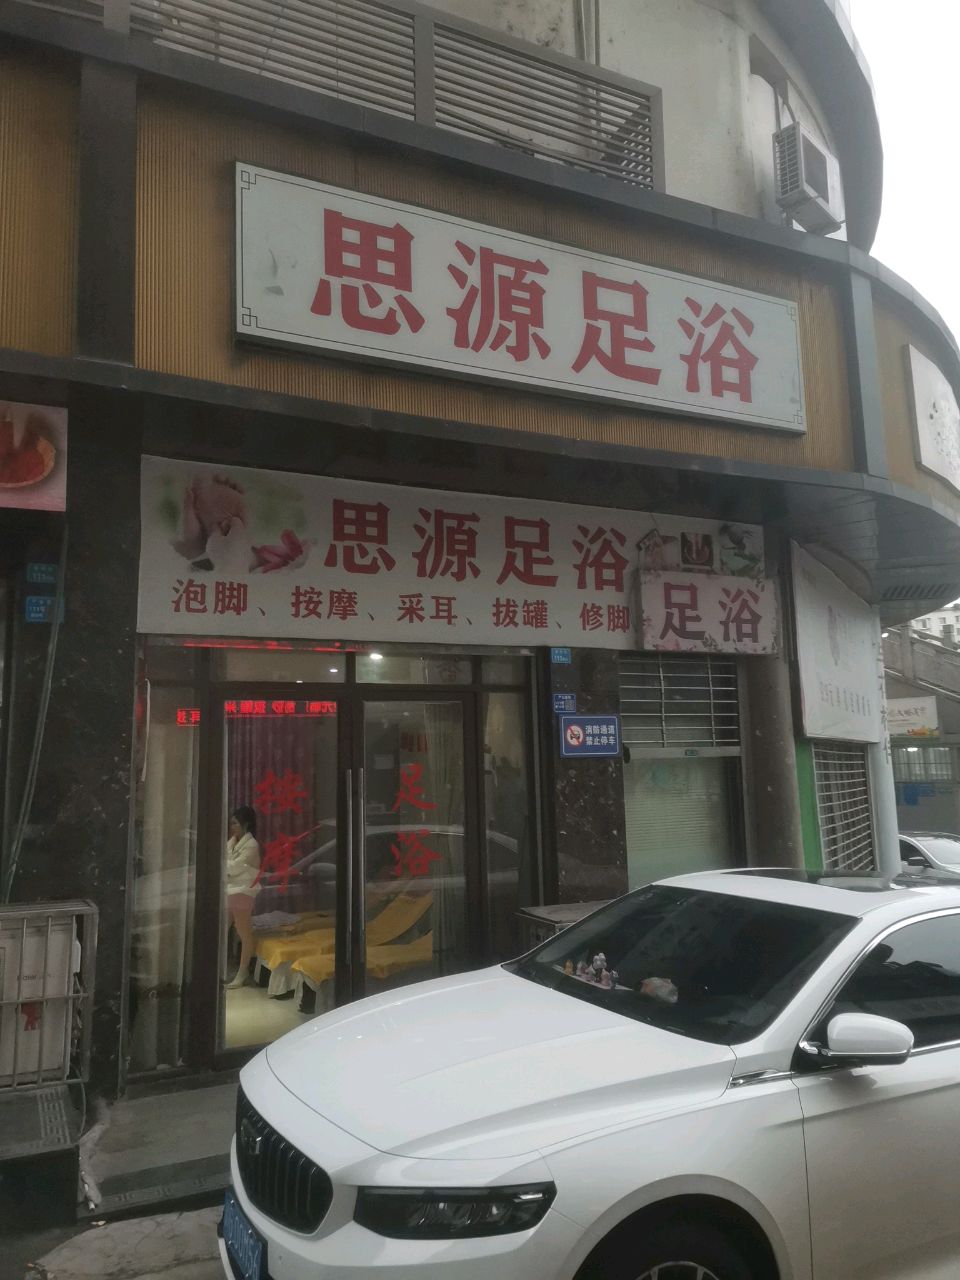 思源足浴
思源足浴
泡脚、按摩、采耳、拔罐、修脚
足浴
消防通道
禁止停车
按摩
足浴